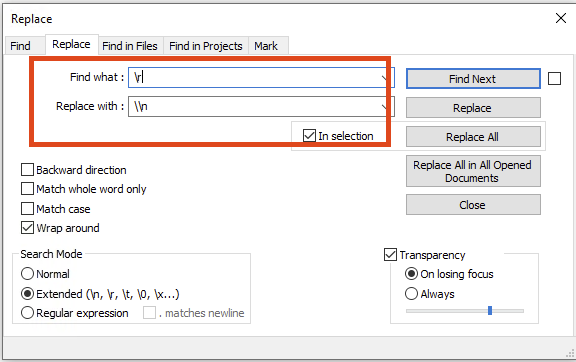 Replace
Find Replace Find in Files Find in Projects Mark
Find what : \r Find Next
Replace with : \\n Replace
In selection Replace All
Backward direction Replace All in All Opened
Documents
Match whole word only
Match case Close
Wrap around
Search Mode Transparency
Normal On losing focus
Extended (\n, \r, \t, \0, \x...) Always
Regular expression . matches newline